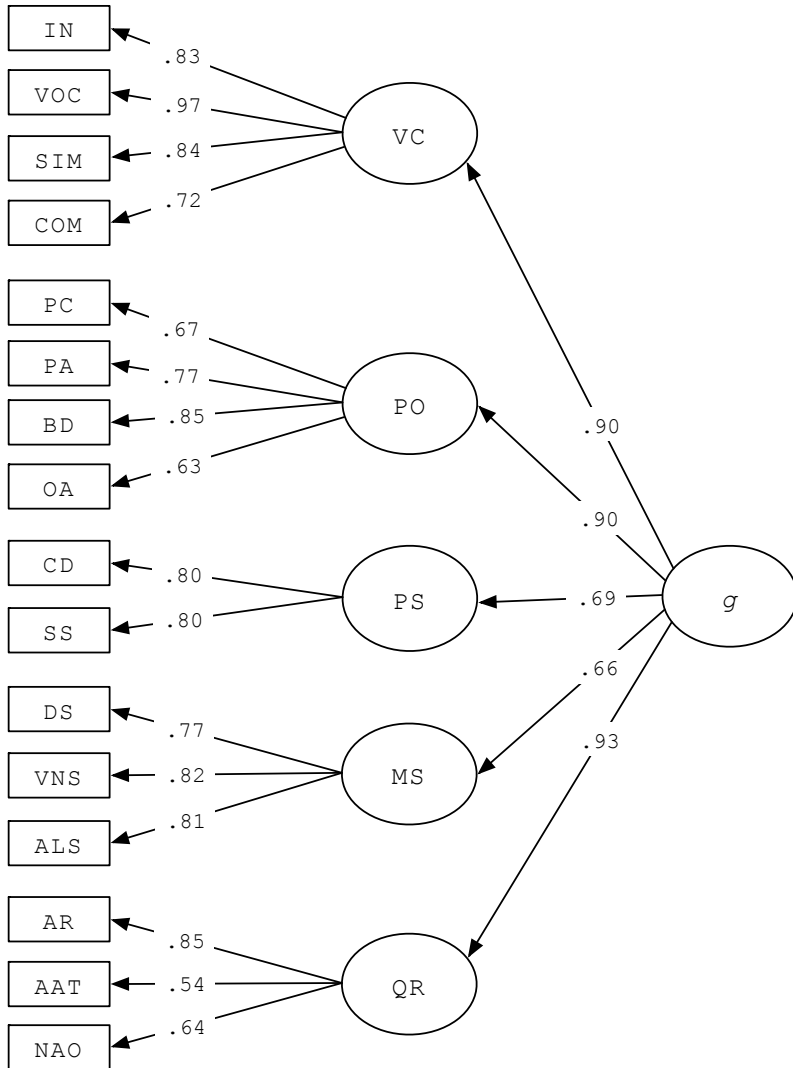 IN
.83
VOC
.97
VC
SIM
.84
COM
.72
PC
.67
PA
.77
PO
BD
.85
OA
.63
.90
.90
CD
.80
PS
.69
g
SS
.80
.66
DS
.77
.93
VNS
.82
MS
ALS
.81
AR
.85
AAT
.54
QR
NAO
.64